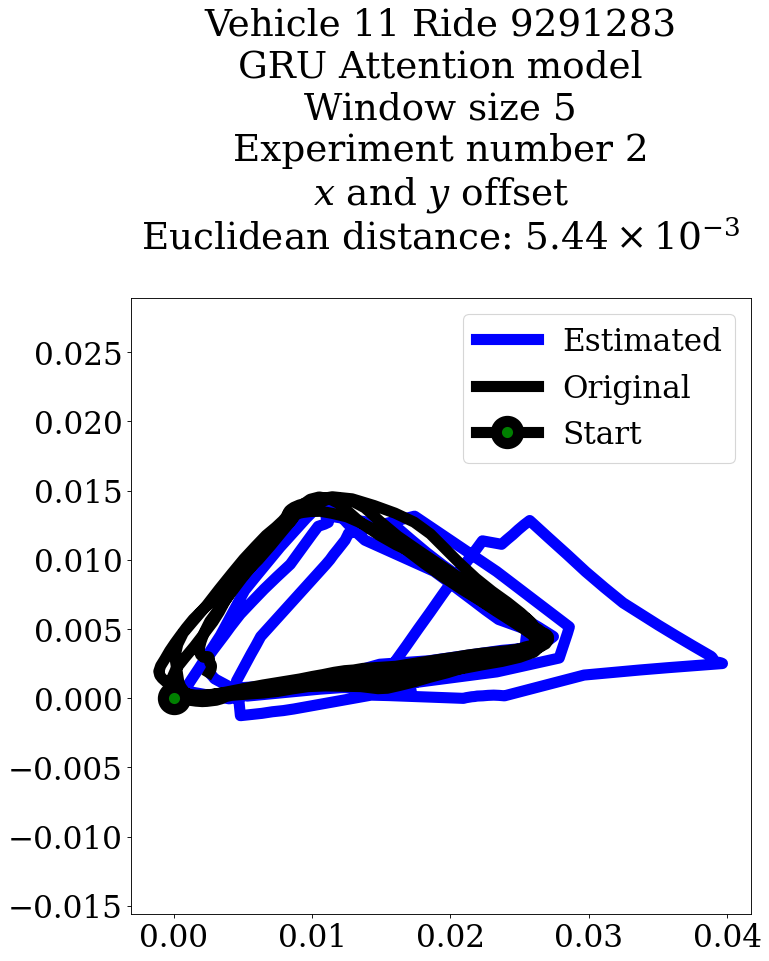 Vehicle 11 Ride 9291283
GRU Attention model
Window size 5
Experiment number 2
x and y offset
Euclidean distance: 5.44 × 10⁻³
Estimated
Original
Start
0.025
0.020
0.015
0.010
0.005
0.000
−0.005
−0.010
−0.015
0.00 0.01 0.02 0.03 0.04